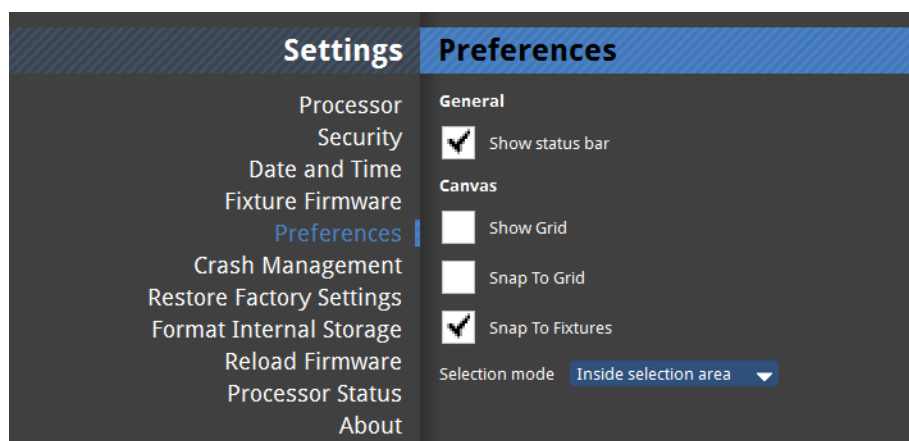 Settings
Processor
Security
Date and Time
Fixture Firmware
Preferences
Crash Management
Restore Factory Settings
Format Internal Storage
Reload Firmware
Processor Status
About
Preferences
General
Show status bar
Canvas
Show Grid
Snap To Grid
Snap To Fixtures
Selection mode Inside selection area